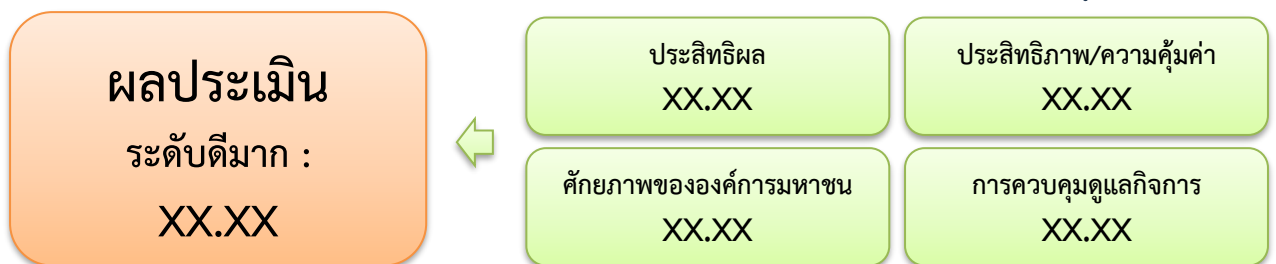 ผลประเมิน
ระดับดีมาก :
XX.XX
ประสิทธิผล
XX.XX
ประสิทธิภาพ/ความคุ้มค่า
XX.XX
ศักยภาพขององค์การมหาชน
XX.XX
การควบคุมดูแลกิจการ
XX.XX